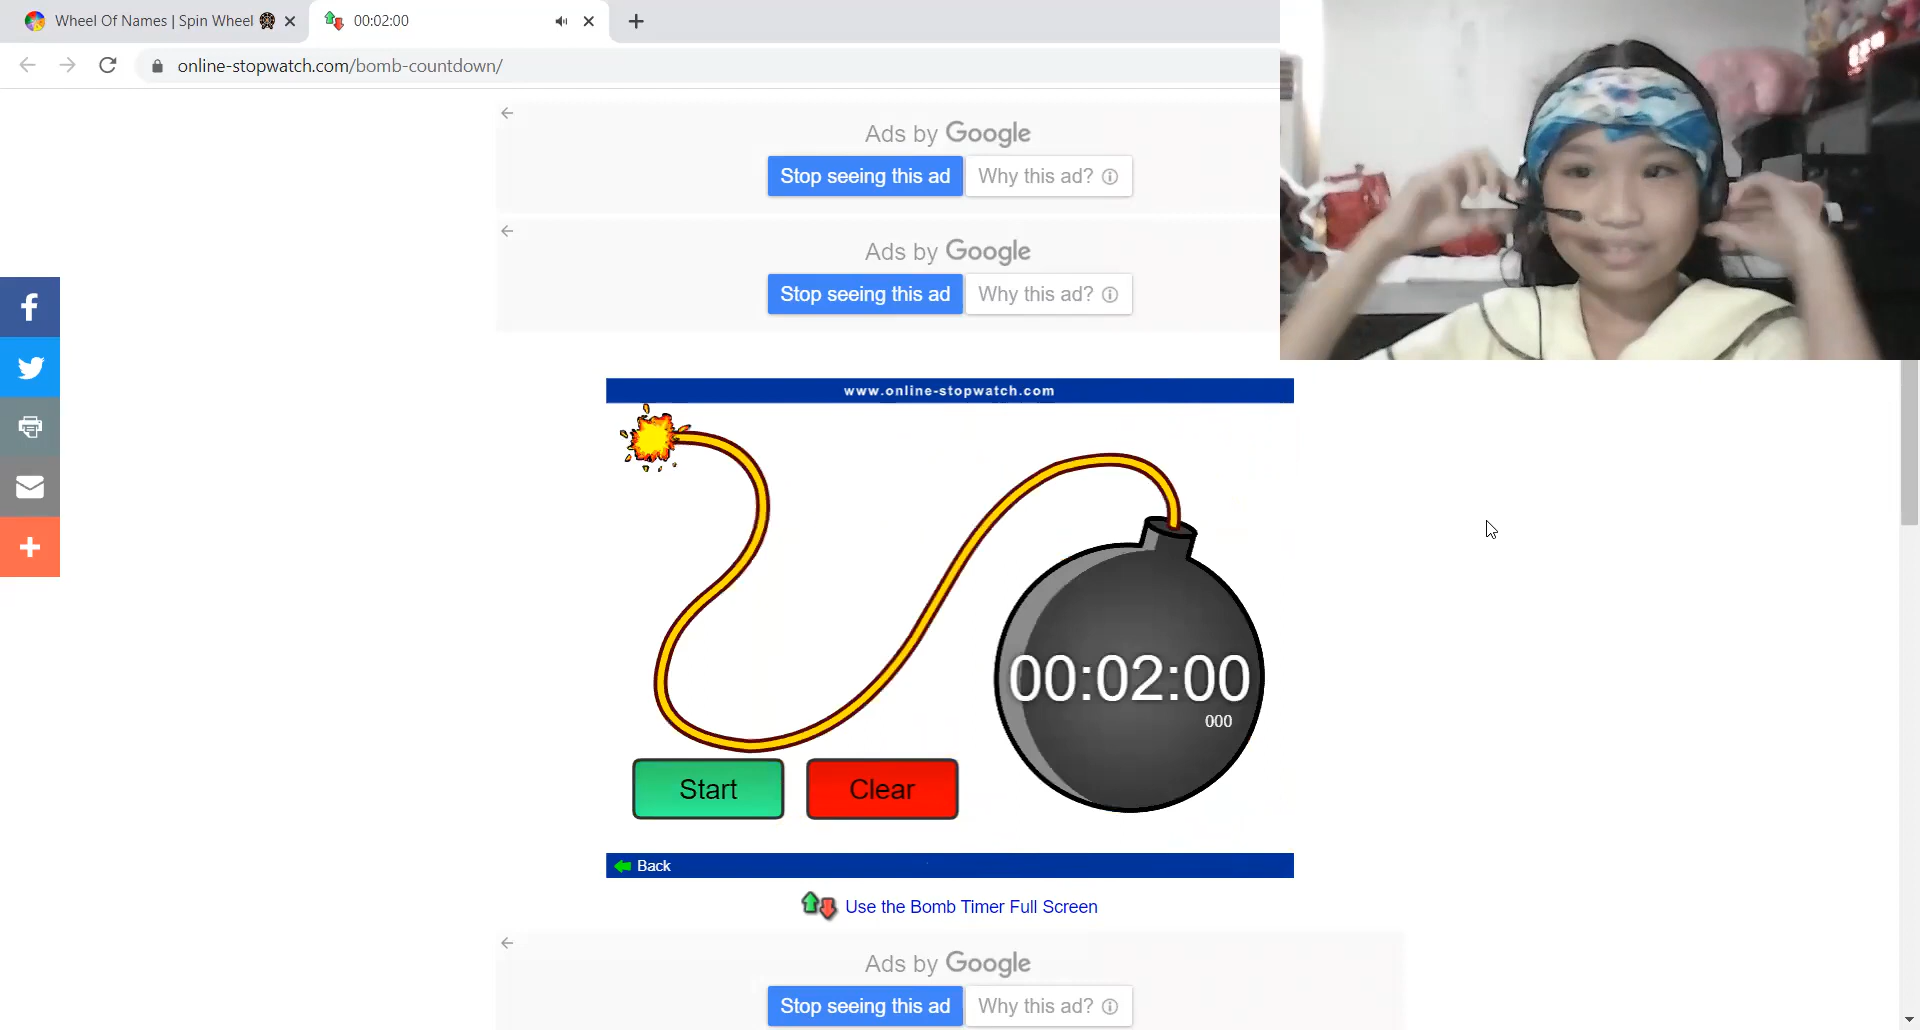 Wheel Of Names | Spin Wheel
00:02:00
online-stopwatch.com/bomb-countdown/
Ads by Google
Stop seeing this ad
Why this ad?
Ads by Google
Stop seeing this ad
Why this ad?
www.online-stopwatch.com
00:02:00
000
Start
Clear
Back
Use the Bomb Timer Full Screen
Ads by Google
Stop seeing this ad
Why this ad?